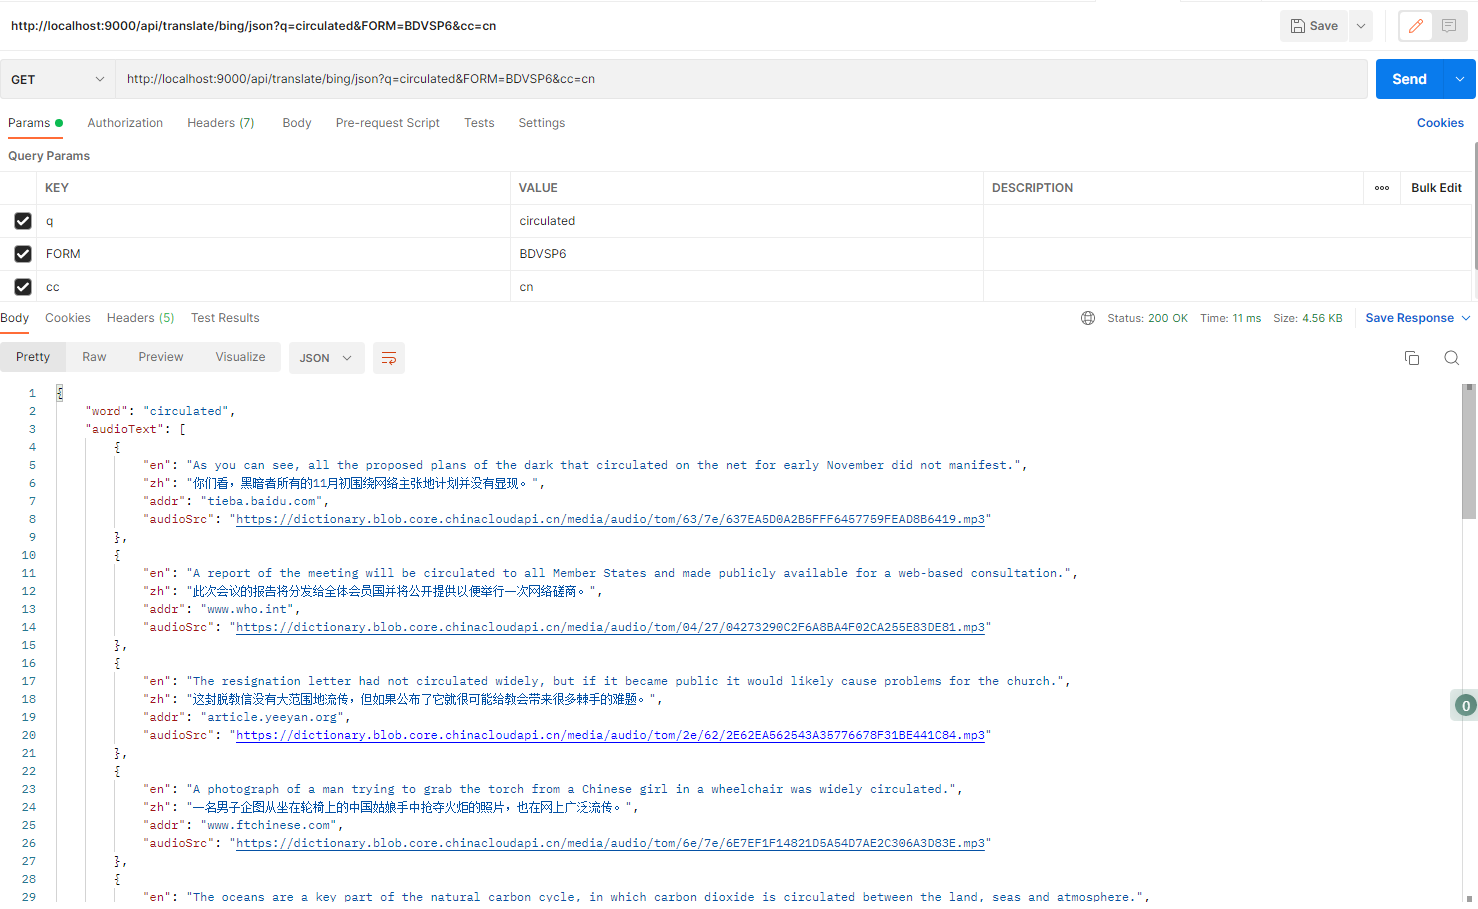 http://localhost:9000/api/translate/bing/json?q=circulated&FORM=BDVSP6&cc=cn
Save
GET
http://localhost:9000/api/translate/bing/json?q=circulated&FORM=BDVSP6&cc=cn
Send
Params Authorization Headers (7) Body Pre-request Script Tests Settings Cookies
Query Params
KEY VALUE DESCRIPTION Bulk Edit
q circulated
FORM BDVSP6
cc cn
Body Cookies Headers (5) Test Results Status: 200 OK Time: 11 ms Size: 4.56 KB Save Response
Pretty Raw Preview Visualize JSON
1 {
2 "word": "circulated",
3 "audioText": [
4 {
5 "en": "As you can see, all the proposed plans of the dark that circulated on the net for early November did not manifest.",
6 "zh": "你们看，黑暗者所有的11月初围绕网络主张地计划并没有显现。",
7 "addr": "tieba.baidu.com",
8 "audioSrc": "https://dictionary.blob.core.chinacloudapi.cn/media/audio/tom/63/7e/637EA5D0A2B5FFF6457759FEAD8B6419.mp3"
9 },
10 {
11 "en": "A report of the meeting will be circulated to all Member States and made publicly available for a web-based consultation.",
12 "zh": "此次会议的报告将分发给全体会员国并将公开提供以便举行一次网络磋商。",
13 "addr": "www.who.int",
14 "audioSrc": "https://dictionary.blob.core.chinacloudapi.cn/media/audio/tom/04/27/04273290C2F6A8BA4F02CA255E83DE81.mp3"
15 },
16 {
17 "en": "The resignation letter had not circulated widely, but if it became public it would likely cause problems for the church.",
18 "zh": "这封脱教信没有大范围地流传，但如果公布了它就很可能给教会带来很多棘手的难题。",
19 "addr": "article.yeeyan.org",
20 "audioSrc": "https://dictionary.blob.core.chinacloudapi.cn/media/audio/tom/2e/62/2E62EA562543A35776678F31BE441C84.mp3"
21 },
22 {
23 "en": "A photograph of a man trying to grab the torch from a Chinese girl in a wheelchair was widely circulated.",
24 "zh": "一名男子企图从坐在轮椅上的中国姑娘手中抢夺火炬的照片，也在网上广泛流传。",
25 "addr": "www.ftchinese.com",
26 "audioSrc": "https://dictionary.blob.core.chinacloudapi.cn/media/audio/tom/6e/7e/6E7EF1F14821D5A54D7AE2C306A3D83E.mp3"
27 },
28 {
29 "en": "The oceans are a key part of the natural carbon cycle, in which carbon dioxide is circulated between the land, seas and atmosphere.",
0